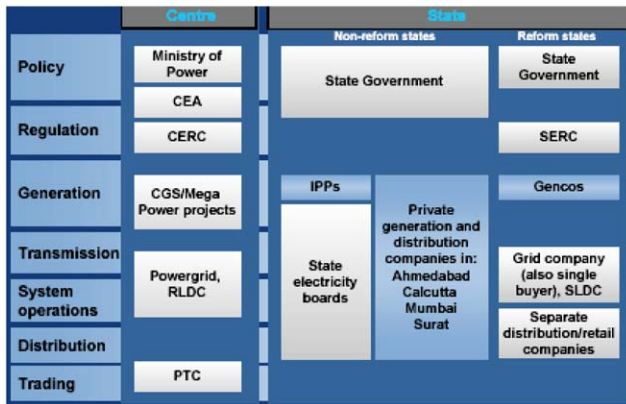 Centre
State
Non-reform states
Reform states
Policy
Ministry of
Power
State Government
State
Government
CEA
Regulation
CERC
SERC
Generation
CGS/Mega
Power projects
IPPs
Private
generation and
distribution
companies in:
Ahmedabad
Calcutta
Mumbai
Surat
Gencos
Transmission
System
operations
Powergrid,
RLDC
State
electricity
boards
Grid company
(also single
buyer), SLDC
Distribution
Separate
distribution/retail
companies
Trading
PTC